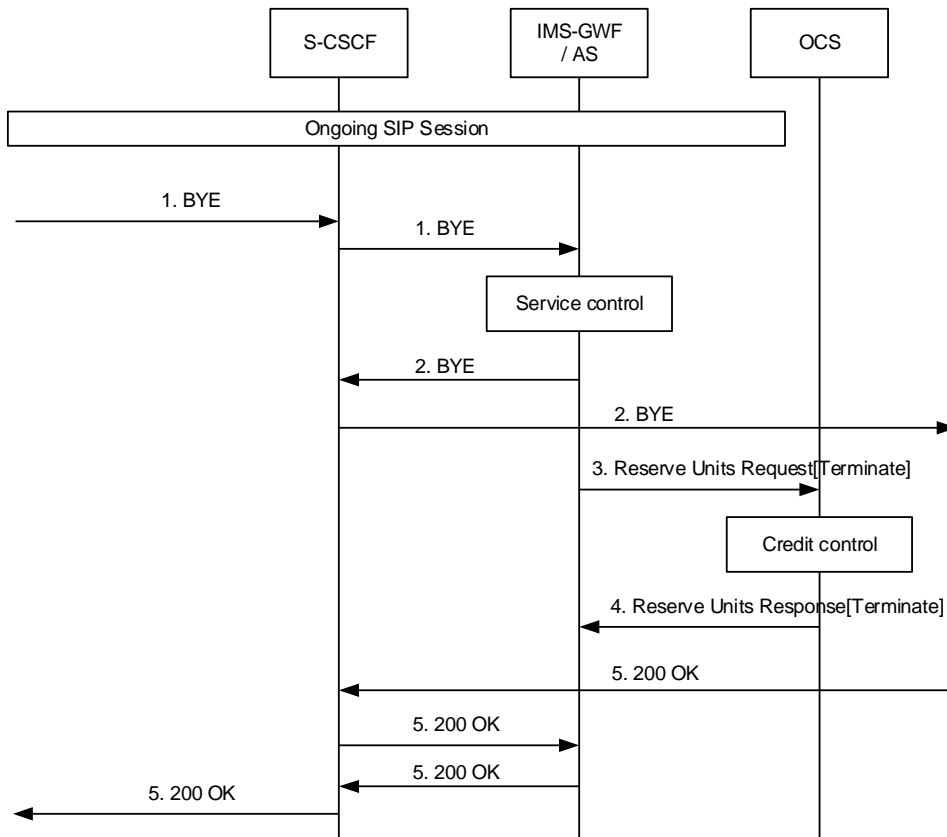 S-CSCF
IMS-GWF
/ AS
OCS
Ongoing SIP Session
1. BYE
1. BYE
Service control
2. BYE
2. BYE
3. Reserve Units Request[Terminate]
Credit control
4. Reserve Units Response[Terminate]
5. 200 OK
5. 200 OK
5. 200 OK
5. 200 OK